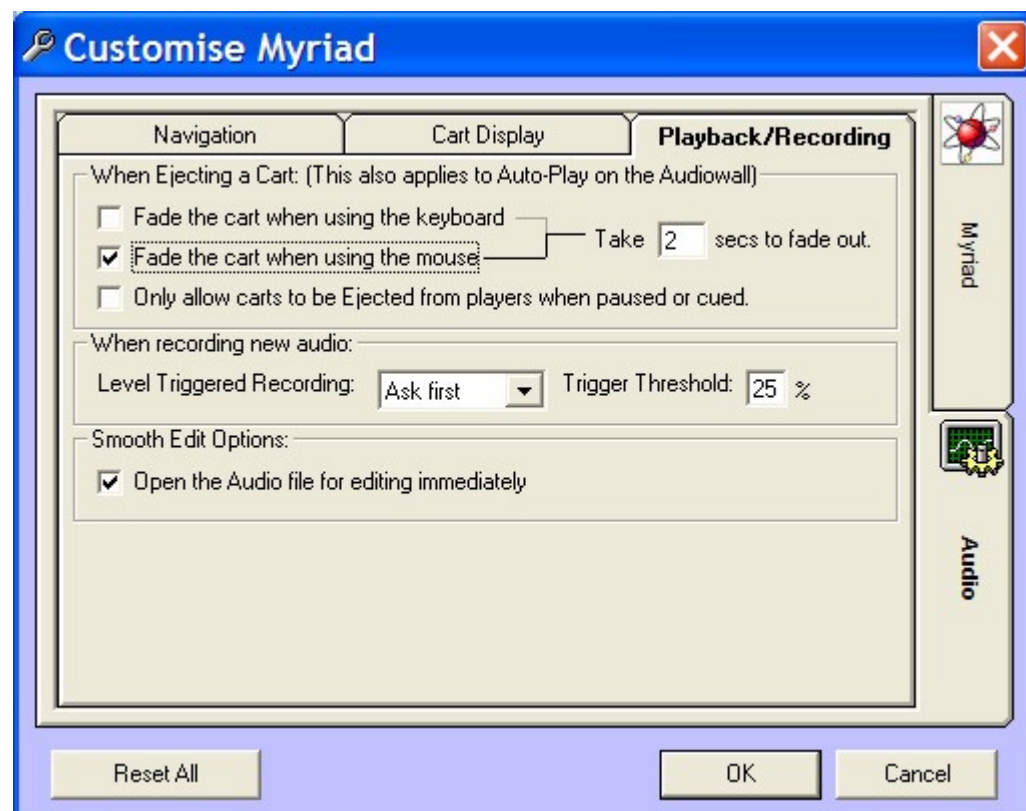 Customise Myriad
Navigation Cart Display Playback/Recording
When Ejecting a Cart: (This also applies to Auto-Play on the Audiowall)
Fade the cart when using the keyboard
Take 2 secs to fade out.
Fade the cart when using the mouse
Only allow carts to be Ejected from players when paused or cued.
When recording new audio:
Level Triggered Recording: Ask first Trigger Threshold: 25 %
Smooth Edit Options:
Open the Audio file for editing immediately
Myriad
Audio
Reset All OK Cancel